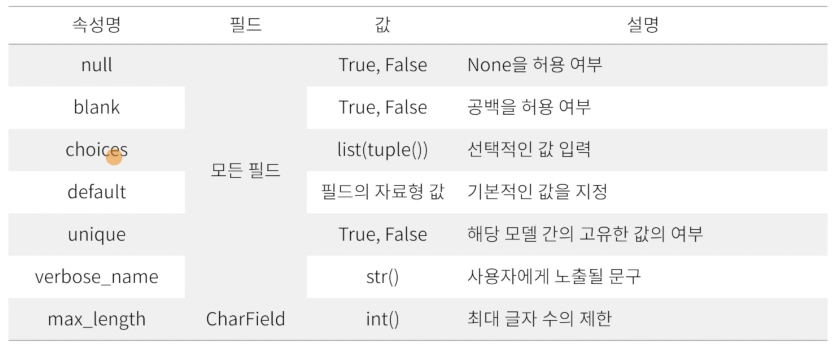 속성명 필드 값 설명
null True, False None을 허용 여부
blank True, False 공백을 허용 여부
choices list(tuple()) 선택적인 값 입력
모든 필드
default 필드의 자료형 값 기본적인 값을 지정
unique True, False 해당 모델 간의 고유한 값의 여부
verbose_name str() 사용자에게 노출될 문구
max_length CharField int() 최대 글자 수의 제한